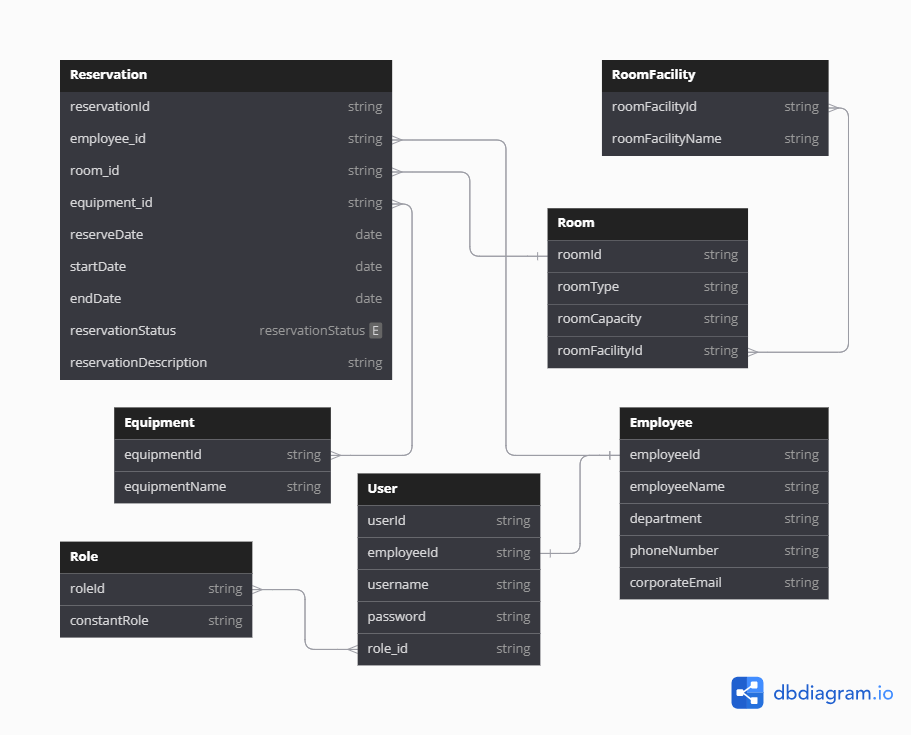 Reservation
reservationId string
employee_id string
room_id string
equipment_id string
reserveDate date
startDate date
endDate date
reservationStatus reservationStatus E
reservationDescription string
RoomFacility
roomFacilityId string
roomFacilityName string
Room
roomId string
roomType string
roomCapacity string
roomFacilityId string
Equipment
equipmentId string
equipmentName string
Employee
employeeId string
employeeName string
department string
phoneNumber string
corporateEmail string
User
userId string
employeeId string
username string
password string
role_id string
Role
roleId string
constantRole string
dbdiagram.io